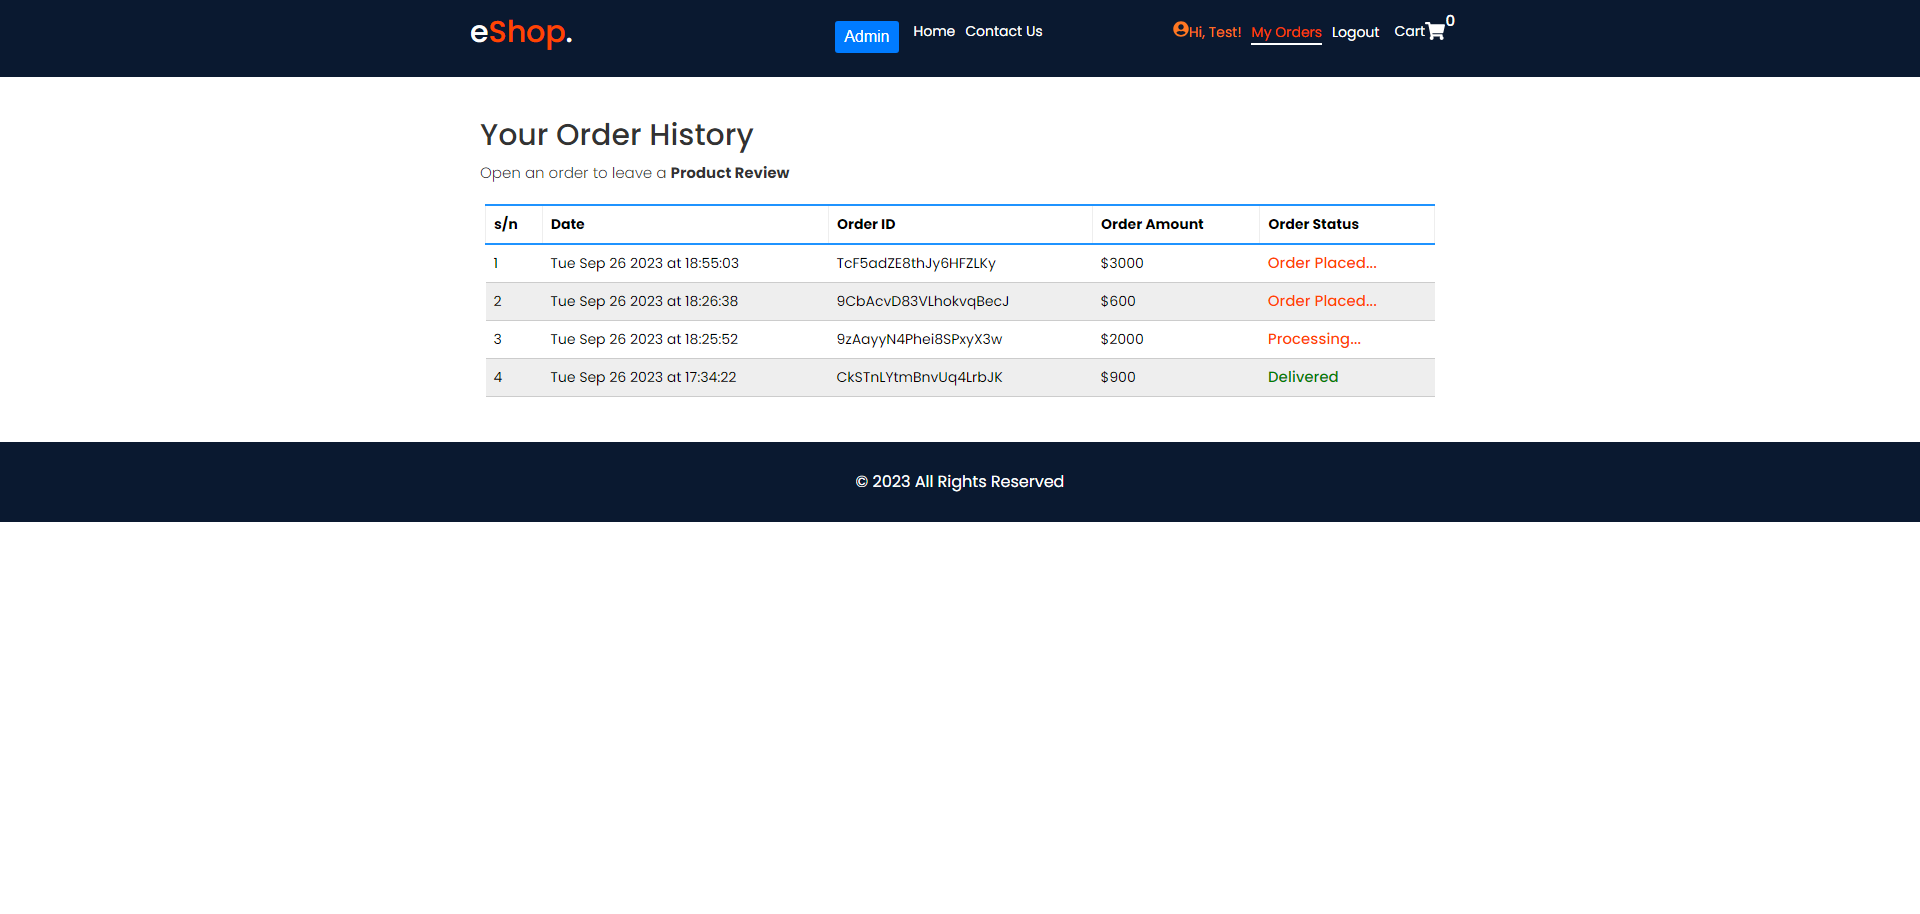 eShop.
Admin Home Contact Us
Hi, Test! My Orders Logout Cart 0
Your Order History
Open an order to leave a Product Review
s/n Date Order ID Order Amount Order Status
1 Tue Sep 26 2023 at 18:55:03 TcF5adZE8thJy6HFZLKy $3000 Order Placed...
2 Tue Sep 26 2023 at 18:26:38 9CbAcvD83VLhokvqBecJ $600 Order Placed...
3 Tue Sep 26 2023 at 18:25:52 9zAayyN4Phei8SPxyX3w $2000 Processing...
4 Tue Sep 26 2023 at 17:34:22 CkSTnLYtmBnvUq4LrbJK $900 Delivered
© 2023 All Rights Reserved